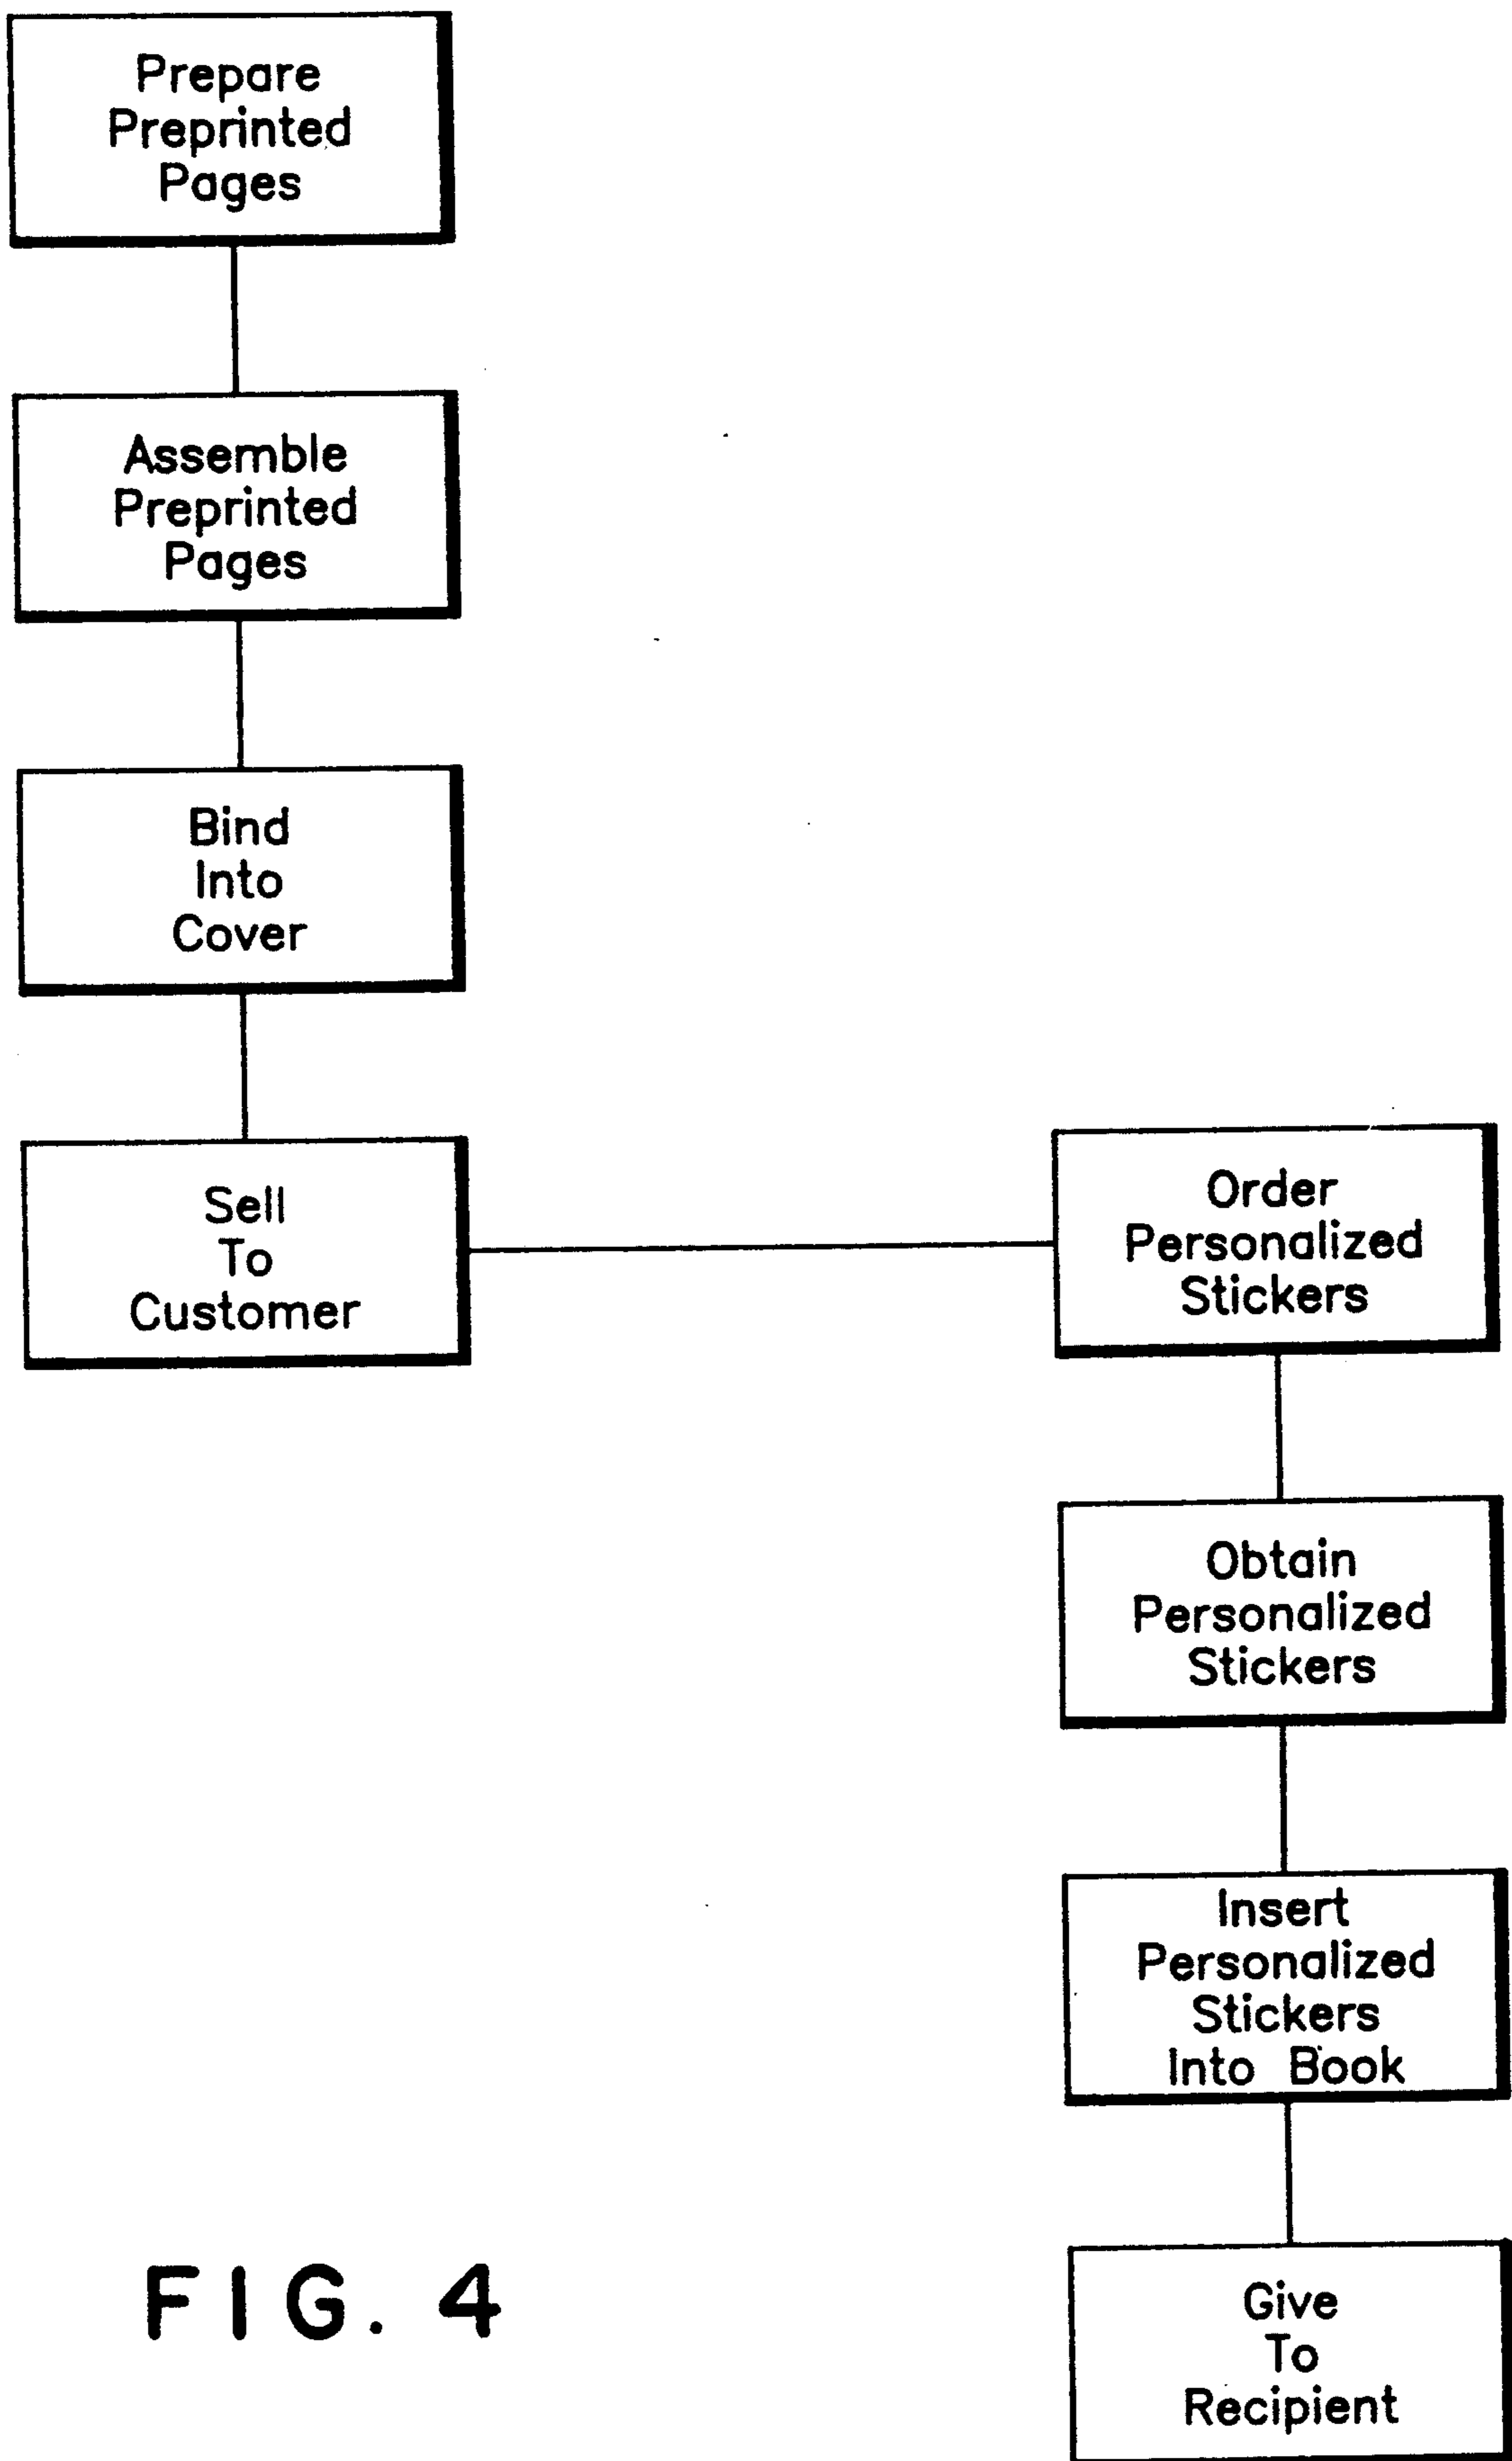 Prepare
Preprinted
Pages
Assemble
Preprinted
Pages
Bind
Into
Cover
Sell
To
Customer
Order
Personalized
Stickers
Obtain
Personalized
Stickers
Insert
Personalized
Stickers
Into Book
Give
To
Recipient
FIG. 4